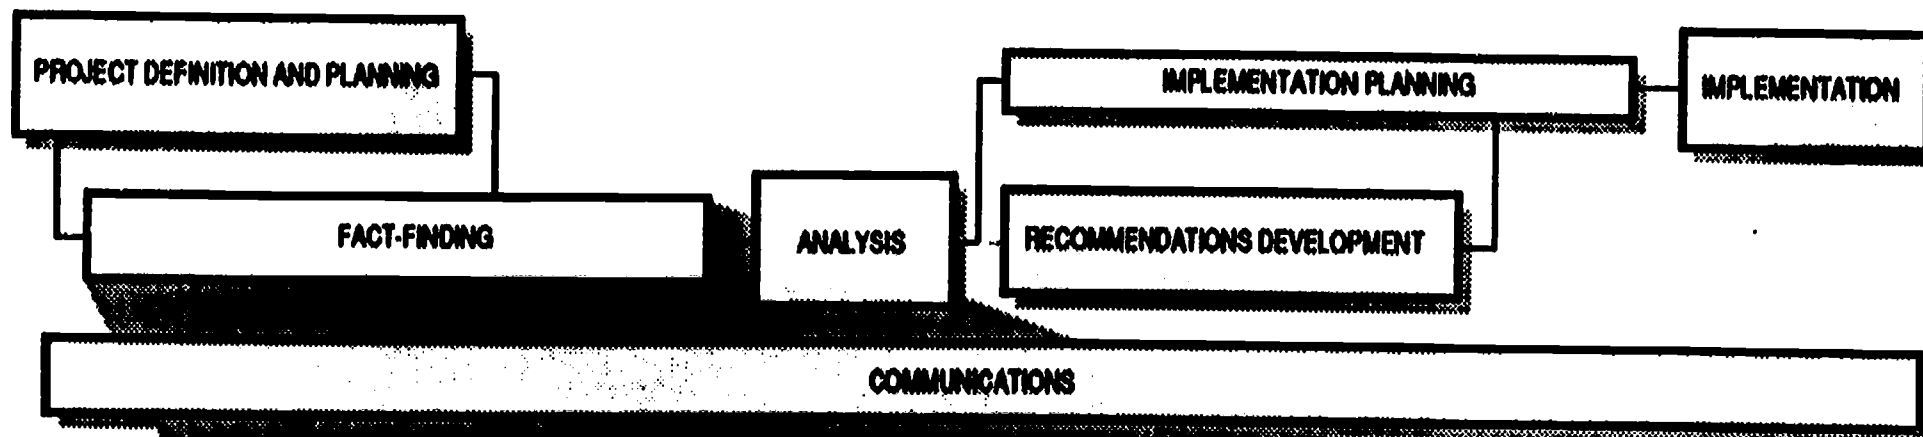 PROJECT DEFINITION AND PLANNING
IMPLEMENTATION PLANNING
IMPLEMENTATION
FACT-FINDING
ANALYSIS
RECOMMENDATIONS DEVELOPMENT
COMMUNICATIONS